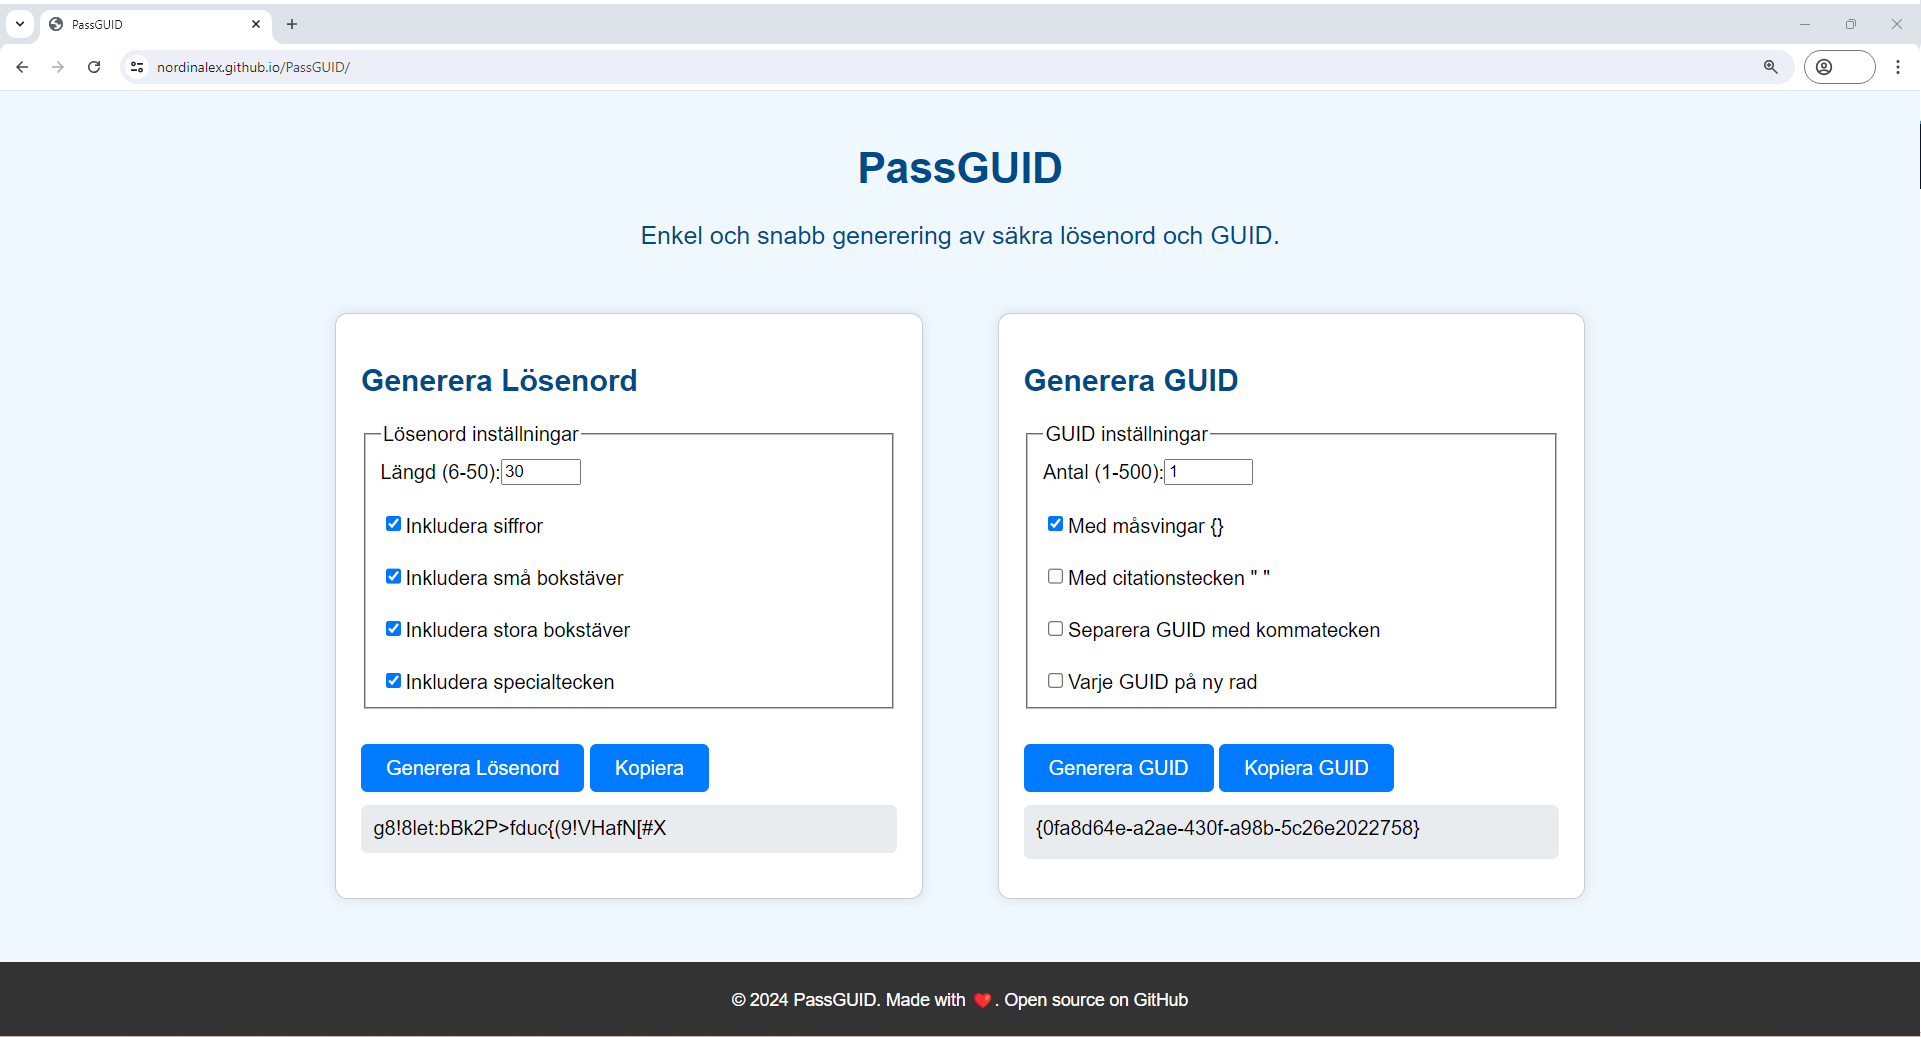 PassGUID
nordinalex.github.io/PassGUID/
PassGUID
Enkel och snabb generering av säkra lösenord och GUID.
Generera Lösenord
Lösenord inställningar
Längd (6-50): 30
Inkludera siffror
Inkludera små bokstäver
Inkludera stora bokstäver
Inkludera specialtecken
Generera Lösenord Kopiera
g8!8let:bBk2P>fduc{(9!VHafN[#X
Generera GUID
GUID inställningar
Antal (1-500): 1
Med måsvingar {}
Med citationstecken " "
Separera GUID med kommatecken
Varje GUID på ny rad
Generera GUID Kopiera GUID
{0fa8d64e-a2ae-430f-a98b-5c26e2022758}
© 2024 PassGUID. Made with ❤️. Open source on GitHub